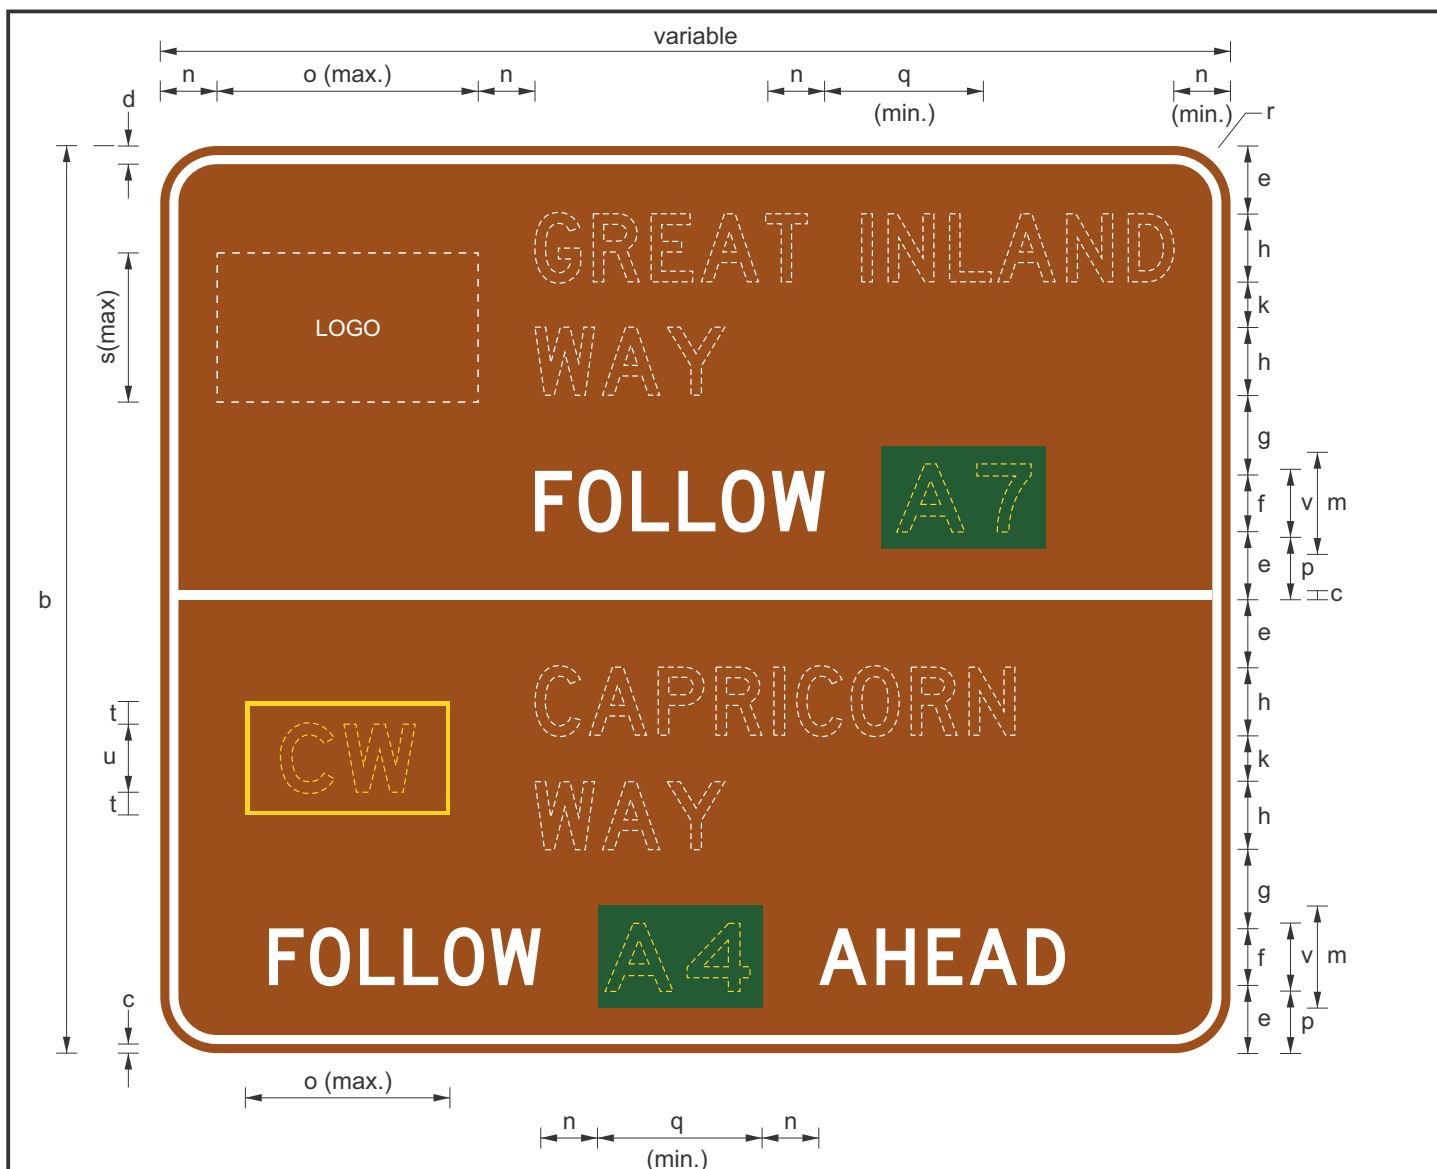 variable
n o (max.) n n q n
(min.) (min.)
d
r
e
GREAT INLAND
h
s(max)
LOGO
k
WAY
h
g
FOLLOW A7
f v m
e p
c
b
e
CAPRICORN
h
t
CW
u
k
t
WAY
h
g
FOLLOW A4 AHEAD
f v m
c
e p
o (max.)
n q n
(min.)